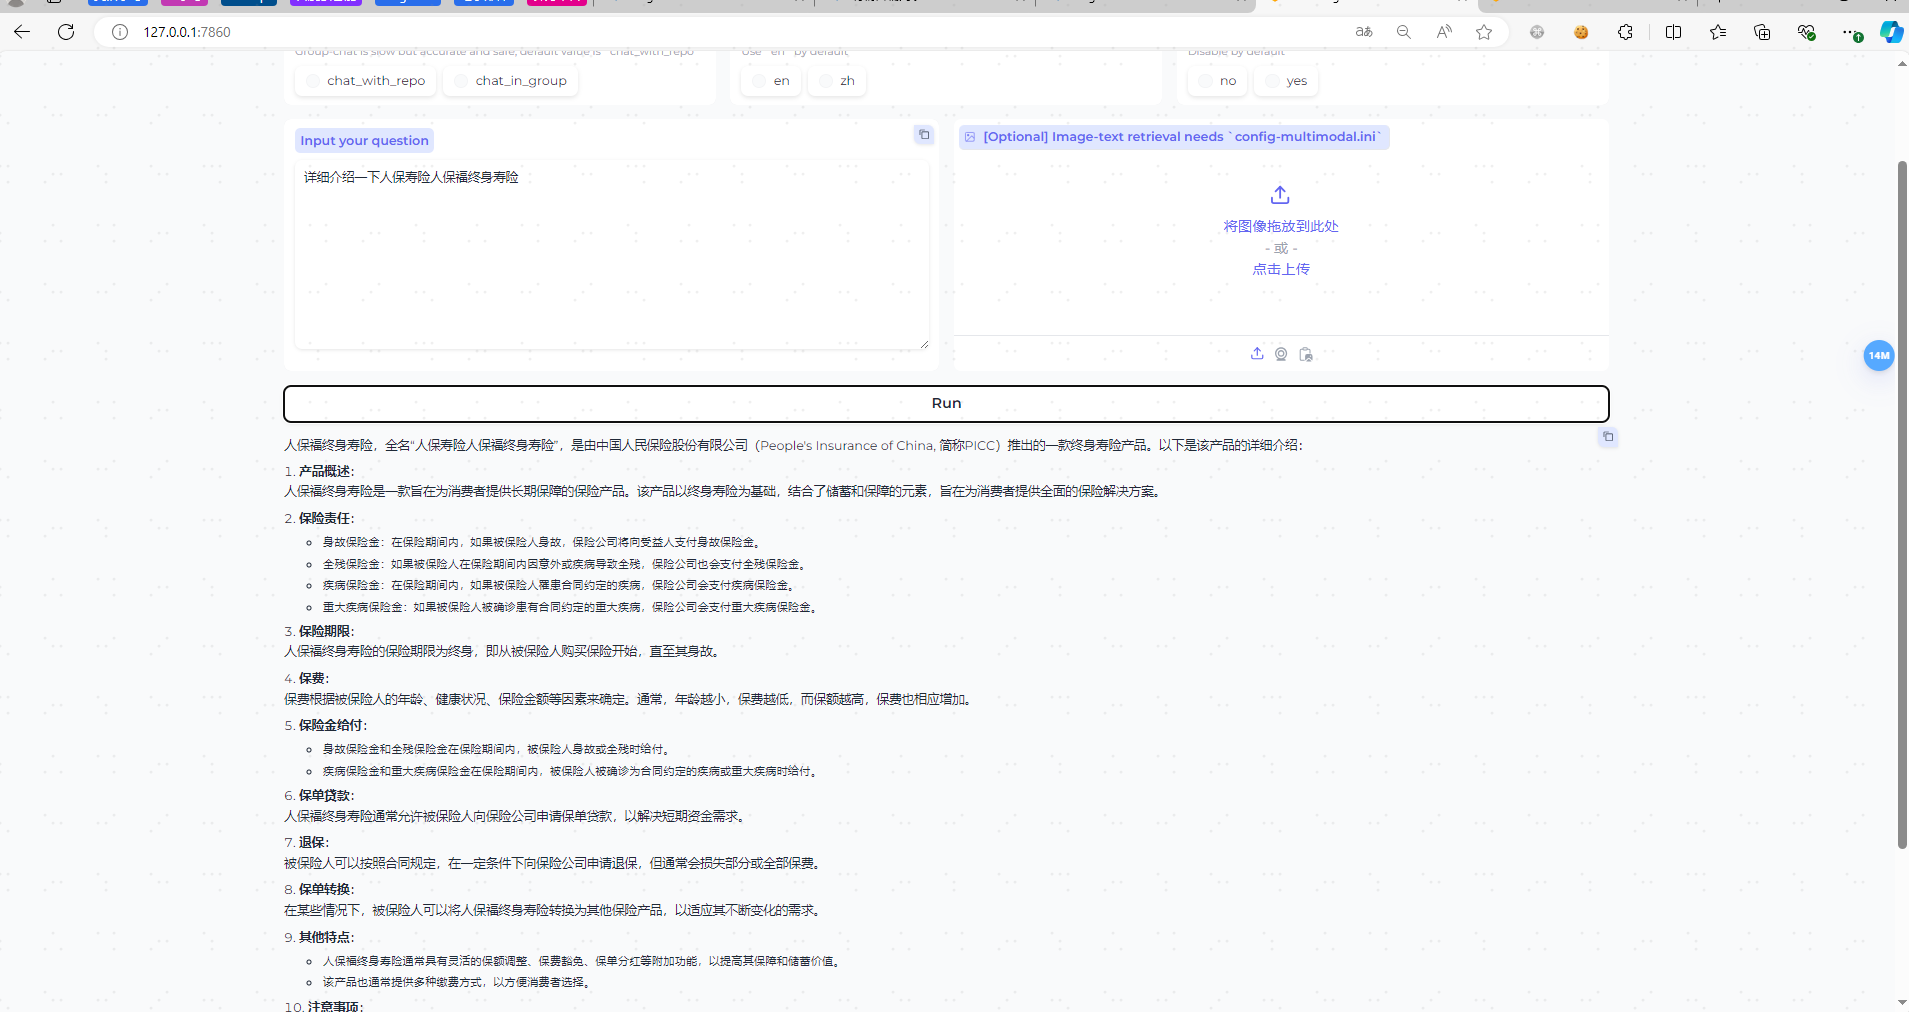 127.0.0.1:7860
Group-chat is slow but accurate and safe, default value is `chat_with_repo`
Use `en` by default
Disable by default
chat_with_repo
chat_in_group
en
zh
no
yes
Input your question
详细介绍一下人保寿险人保福终身寿险
[Optional] Image-text retrieval needs `config-multimodal.ini`
将图像拖放到此处
- 或 -
点击上传
14M
Run
人保福终身寿险，全名“人保寿险人保福终身寿险”，是由中国人民保险股份有限公司（People's Insurance of China, 简称PICC）推出的一款终身寿险产品。以下是该产品的详细介绍：
1. 产品概述：
人保福终身寿险是一款旨在为消费者提供长期保障的保险产品。该产品以终身寿险为基础，结合了储蓄和保障的元素，旨在为消费者提供全面的保险解决方案。
2. 保险责任：
身故保险金：在保险期间内，如果被保险人身故，保险公司将向受益人支付身故保险金。
全残保险金：如果被保险人在保险期间内因意外或疾病导致全残，保险公司也会支付全残保险金。
疾病保险金：在保险期间内，如果被保险人罹患合同约定的疾病，保险公司会支付疾病保险金。
重大疾病保险金：如果被保险人被确诊患有合同约定的重大疾病，保险公司会支付重大疾病保险金。
3. 保险期限：
人保福终身寿险的保险期限为终身，即从被保险人购买保险开始，直至其身故。
4. 保费：
保费根据被保险人的年龄、健康状况、保险金额等因素来确定。通常，年龄越小，保费越低，而保额越高，保费也相应增加。
5. 保险金给付：
身故保险金和全残保险金在保险期间内，被保险人身故或全残时给付。
疾病保险金和重大疾病保险金在保险期间内，被保险人被确诊为合同约定的疾病或重大疾病时给付。
6. 保单贷款：
人保福终身寿险通常允许被保险人向保险公司申请保单贷款，以解决短期资金需求。
7. 退保：
被保险人可以按照合同规定，在一定条件下向保险公司申请退保，但通常会损失部分或全部保费。
8. 保单转换：
在某些情况下，被保险人可以将人保福终身寿险转换为其他保险产品，以适应其不断变化的需求。
9. 其他特点：
人保福终身寿险通常具有灵活的保额调整、保费豁免、保单分红等附加功能，以提高其保障和储蓄价值。
该产品也通常提供多种缴费方式，以方便消费者选择。
10. 注意事项：